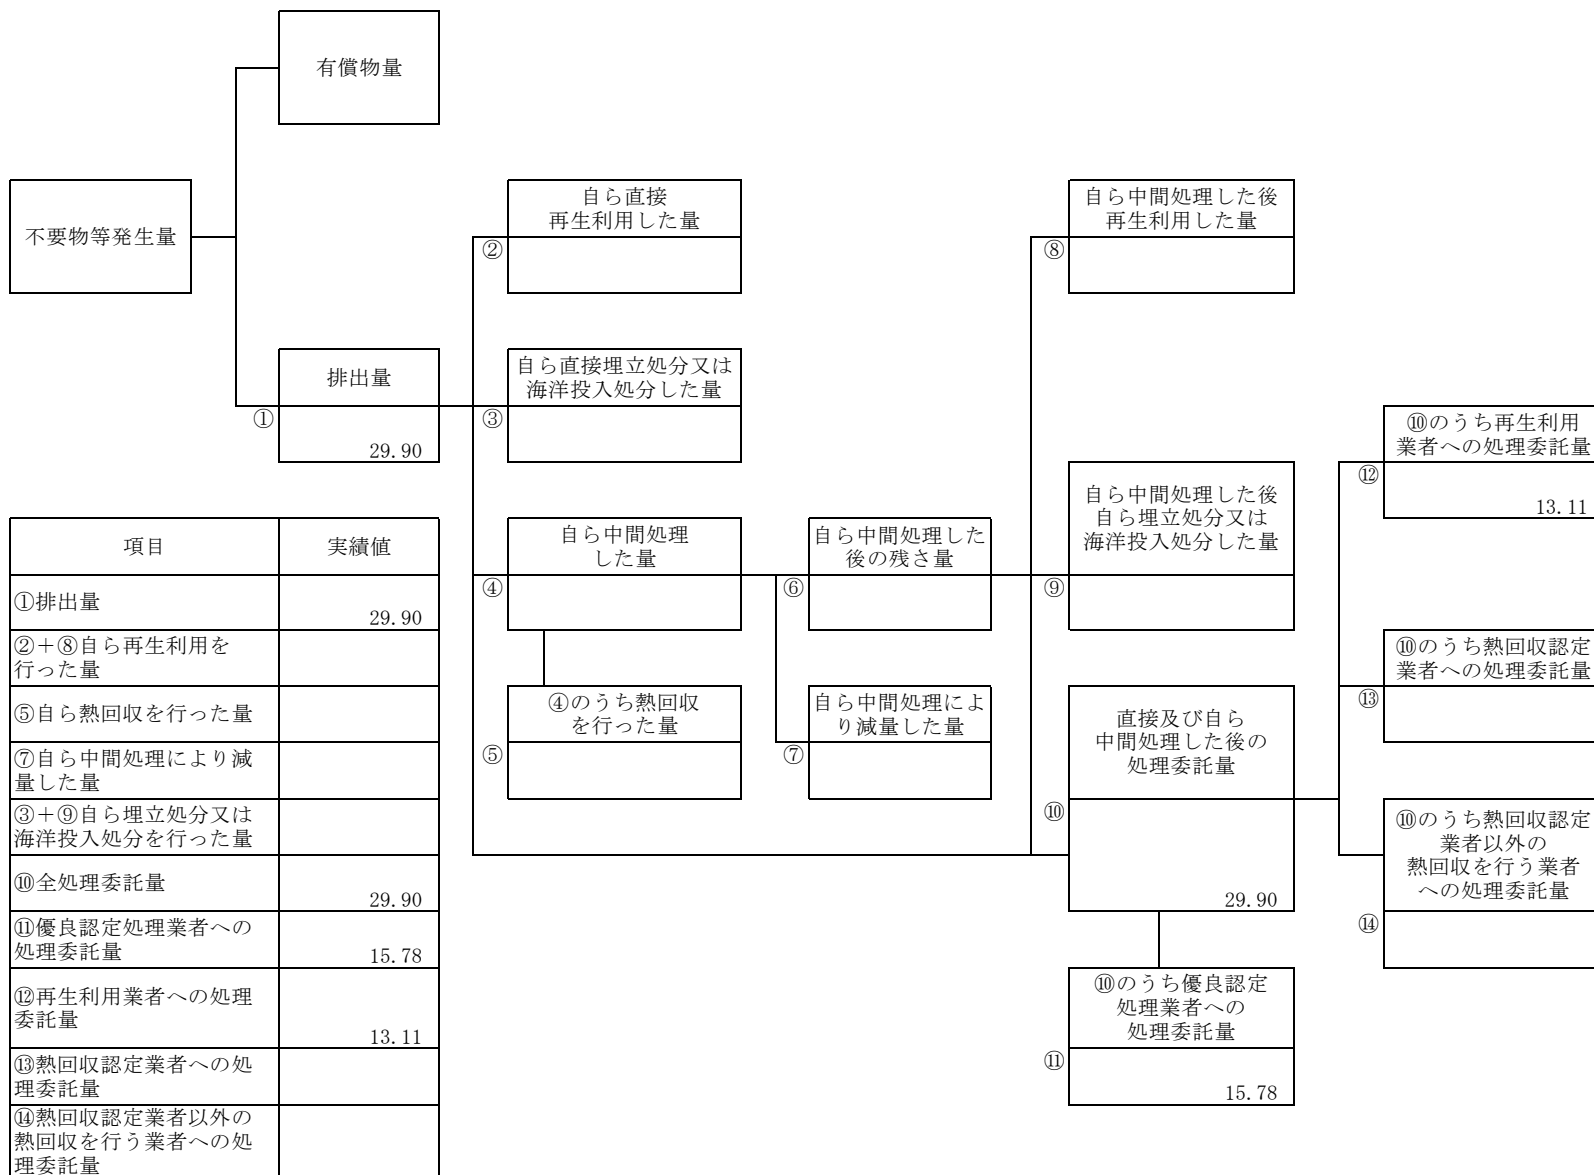 有償物量
不要物等発生量
自ら直接
再生利用した量
②
自ら中間処理した後
再生利用した量
⑧
排出量
①
29.90
自ら直接埋立処分又は
海洋投入処分した量
③
⑩のうち再生利用
業者への処理委託量
⑫
13.11
自ら中間処理
した量
④
自ら中間処理した
後の残さ量
⑥
自ら中間処理した後
自ら埋立処分又は
海洋投入処分した量
⑨
⑩のうち熱回収認定
業者への処理委託量
⑬
④のうち熱回収
を行った量
⑤
自ら中間処理によ
り減量した量
⑦
直接及び自ら
中間処理した後の
処理委託量
⑩
29.90
⑩のうち熱回収認定
業者以外の
熱回収を行う業者
への処理委託量
⑭
⑩のうち優良認定
処理業者への
処理委託量
⑪
15.78
項目 実績値
①排出量
29.90
②+⑧自ら再生利用を
行った量
⑤自ら熱回収を行った量
⑦自ら中間処理により減
量した量
③+⑨自ら埋立処分又は
海洋投入処分を行った量
⑩全処理委託量
29.90
⑪優良認定処理業者への
処理委託量 15.78
⑫再生利用業者への処理
委託量
13.11
⑬熱回収認定業者への処
理委託量
⑭熱回収認定業者以外の
熱回収を行う業者への処
理委託量